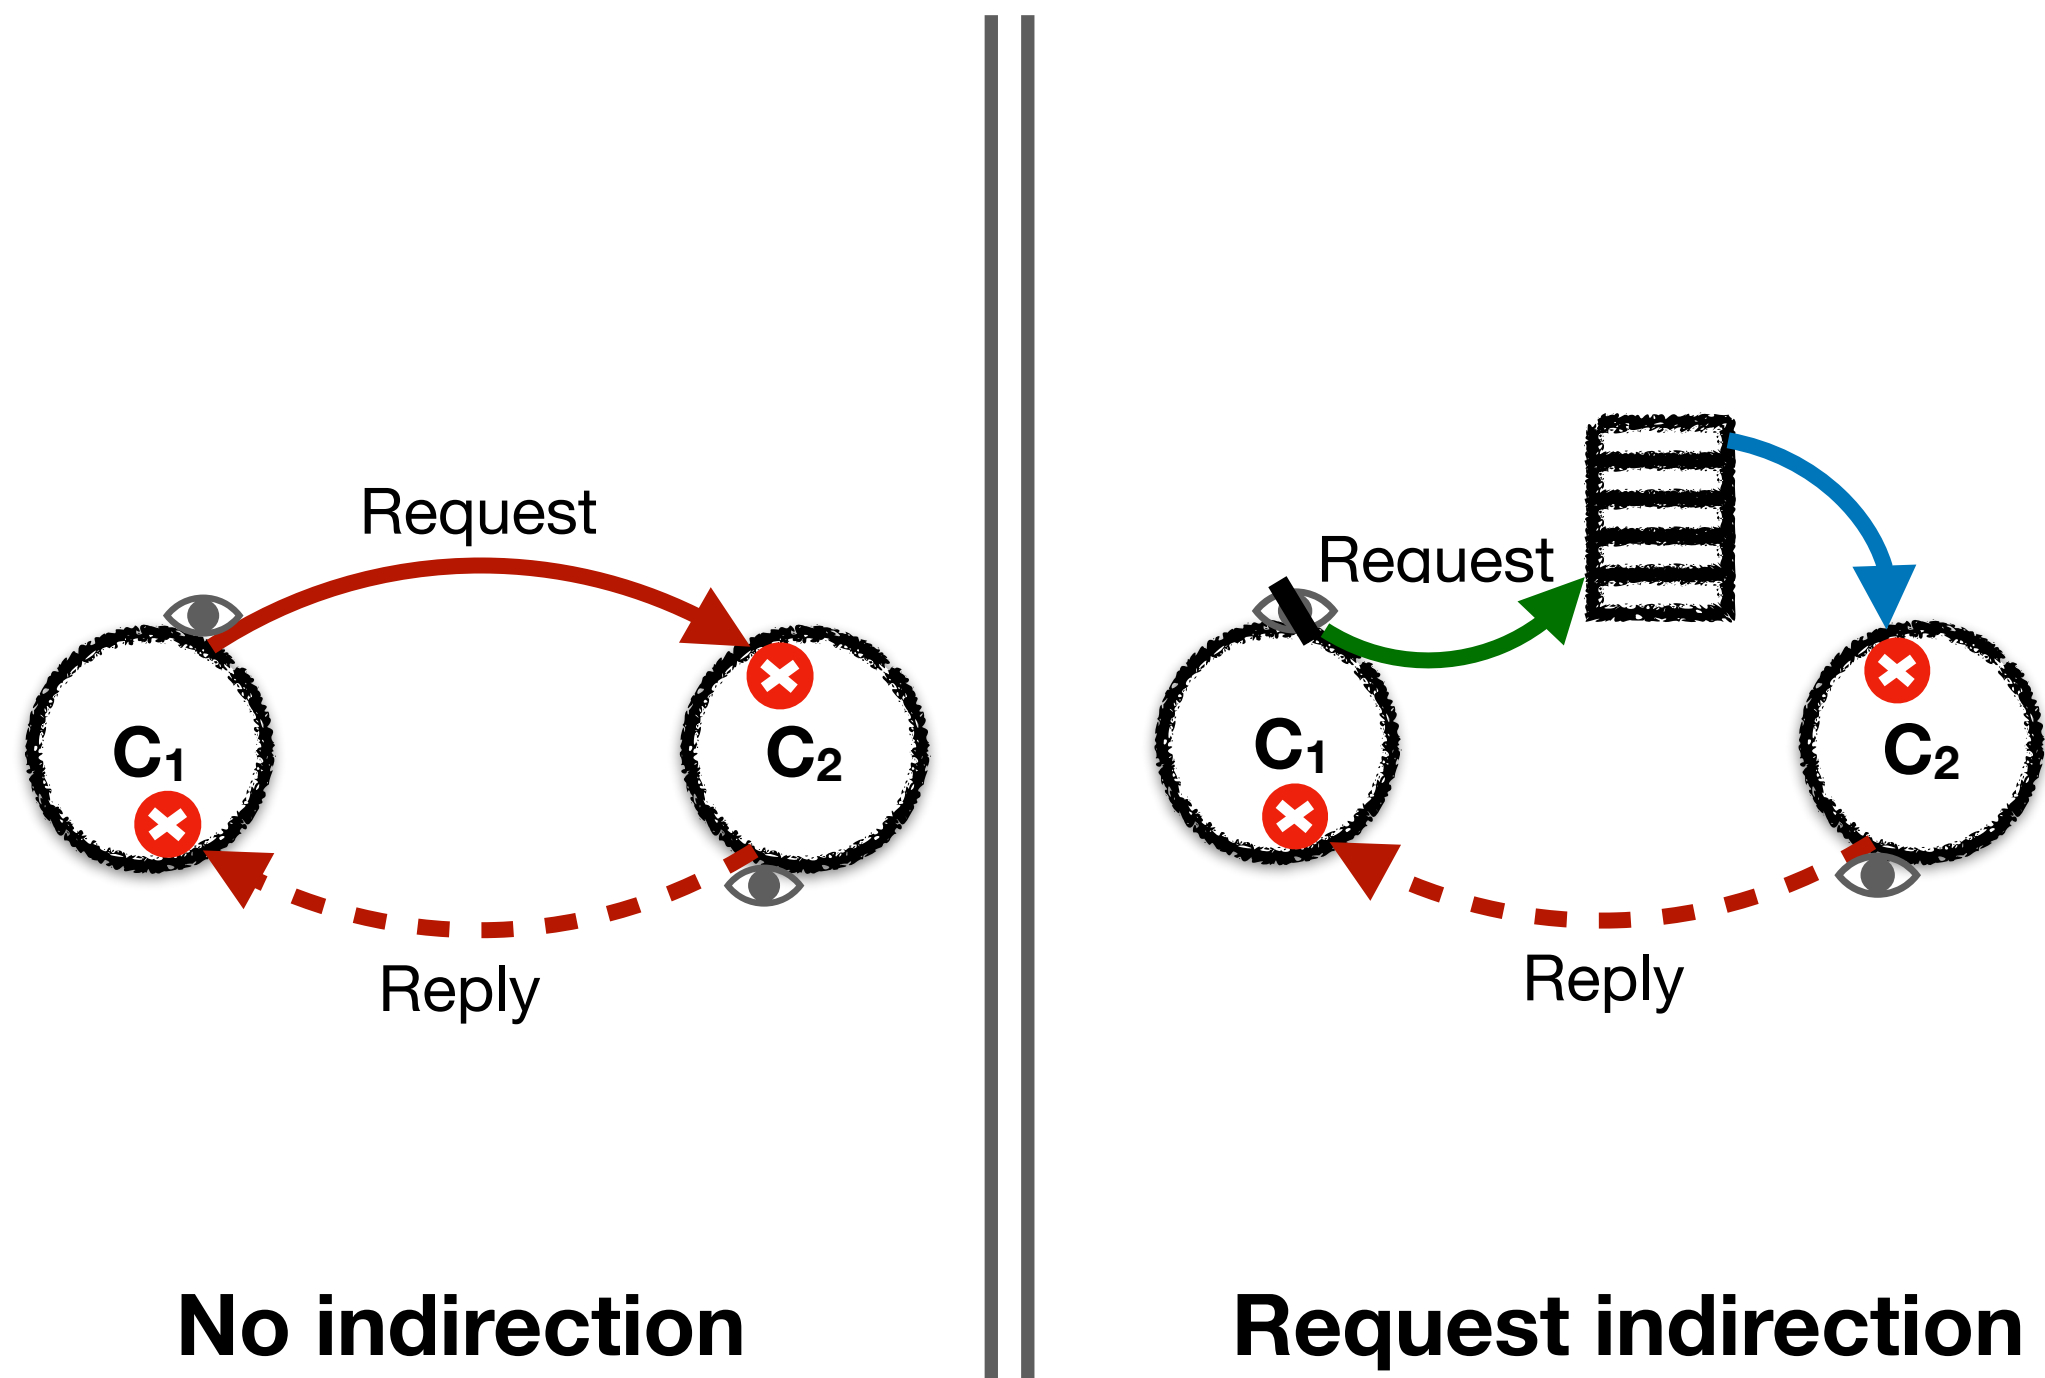 Request
C₁
C₂
Reply
No indirection
Request
C₁
C₂
Reply
Request indirection